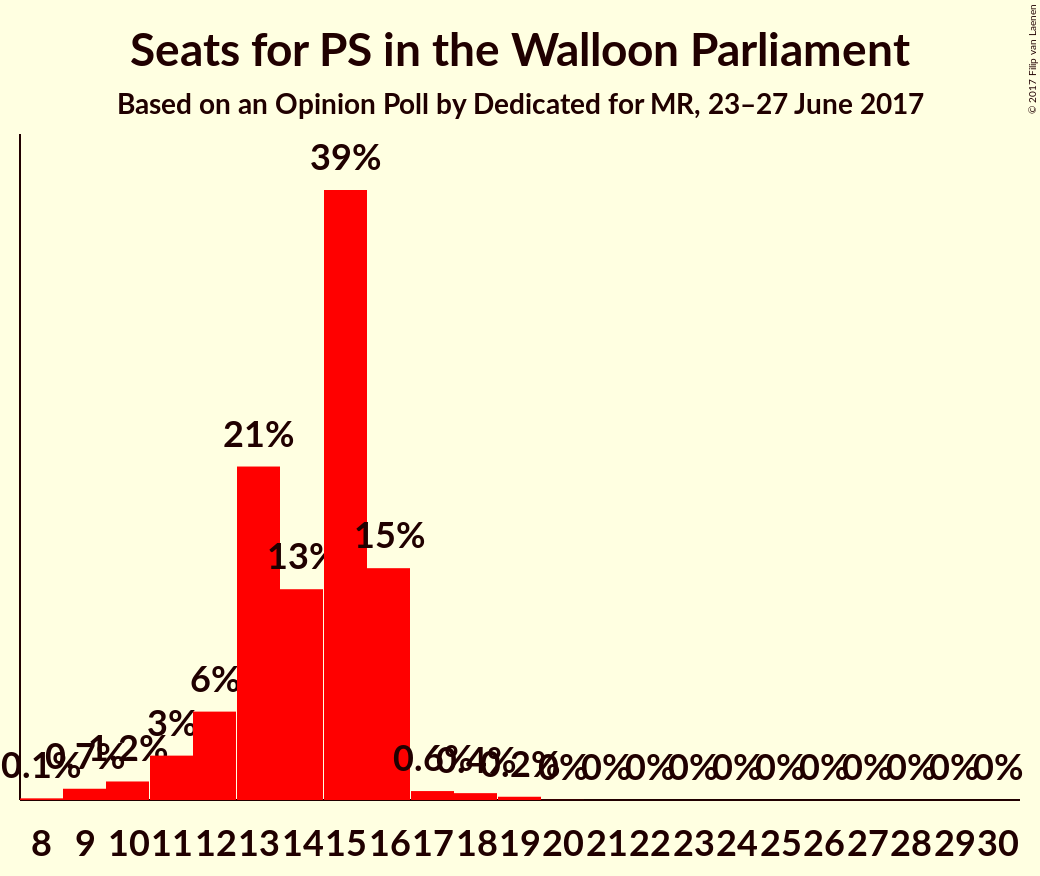 Seats for PS in the Walloon Parliament
Based on an Opinion Poll by Dedicated for MR, 23–27 June 2017
© 2017 Filip van Laenen
39%
21%
15%
13%
6%
3%
1.2%
0.7%
0.1%
0.6%
0.4%
0.2%
0% 0% 0% 0% 0% 0% 0% 0% 0% 0% 0%
8 9 10 11 12 13 14 15 16 17 18 19 20 21 22 23 24 25 26 27 28 29 30